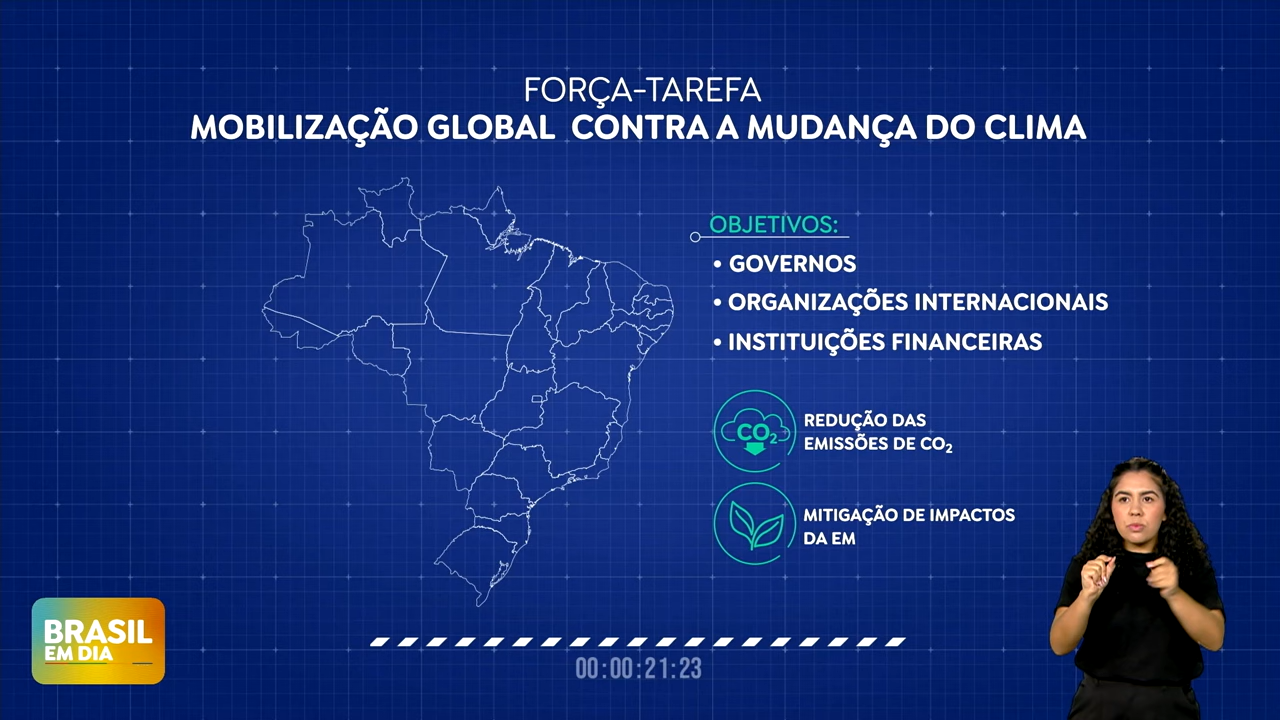 FORÇA-TAREFA
MOBILIZAÇÃO GLOBAL CONTRA A MUDANÇA DO CLIMA
OBJETIVOS:
• GOVERNOS
• ORGANIZAÇÕES INTERNACIONAIS
• INSTITUIÇÕES FINANCEIRAS
CO₂
REDUÇÃO DAS
EMISSÕES DE CO₂
MITIGAÇÃO DE IMPACTOS
DA EM
BRASIL
EM DIA
00:00:21:23